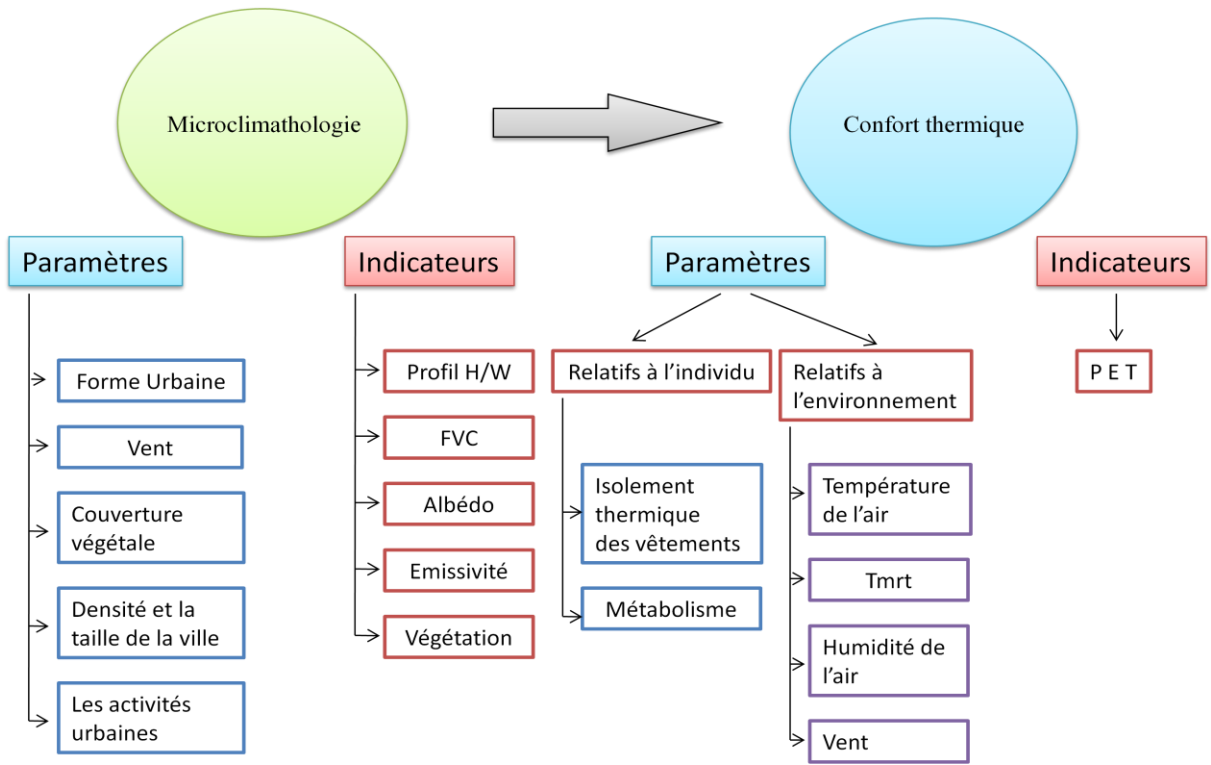 Microclimathologie
Confort thermique
Paramètres
Indicateurs
Paramètres
Indicateurs
Forme Urbaine
Vent
Couverture
végétale
Densité et la
taille de la ville
Les activités
urbaines
Profil H/W
FVC
Albédo
Emissivité
Végétation
Relatifs à l'individu
Isolement
thermique
des vêtements
Métabolisme
Relatifs à
l'environnement
Température
de l'air
Tmrt
Humidité de
l'air
Vent
P E T